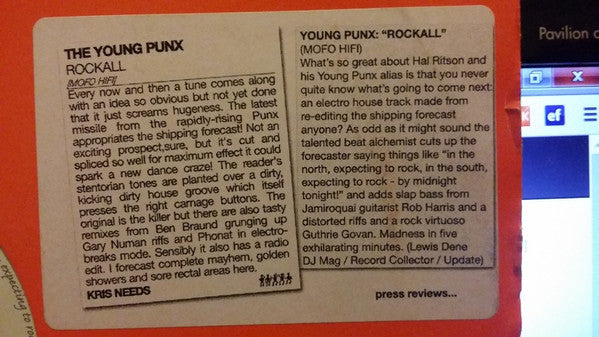 THE YOUNG PUNX
ROCKALL
[MOFO HIFI]
Every now and then a tune comes along
with an idea so obvious but not yet done
that it just screams hugeness. The latest
missile from the rapidly-rising Punx
appropriates the shipping forecast! Not an
exciting prospect,sure, but it's cut and
spliced so well for maximum effect it could
spark a new dance craze! The reader's
stentorian tones are planted over a dirty,
kicking dirty house groove which itself
presses the right carnage buttons. The
original is the killer but there are also tasty
remixes from Ben Braund grunging up
Gary Numan riffs and Phonat in electro-
breaks mode. Sensibly it also has a radio
edit. I forecast complete mayhem, golden
showers and sore rectal areas here.
KRIS NEEDS
YOUNG PUNX: “ROCKALL”
(MOFO HIFI)
What's so great about Hal Ritson and
his Young Punx alias is that you never
quite know what's going to come next:
an electro house track made from
re-editing the shipping forecast
anyone? As odd as it might sound the
talented beat alchemist cuts up the
forecaster saying things like “in the
north, expecting to rock, in the south,
expecting to rock - by midnight
tonight!” and adds slap bass from
Jamiroquai guitarist Rob Harris and a
distorted riffs and a rock virtuoso
Guthrie Govan. Madness in five
exhilarating minutes. (Lewis Dene
DJ Mag / Record Collector / Update)
press reviews...
Pavilion
ef